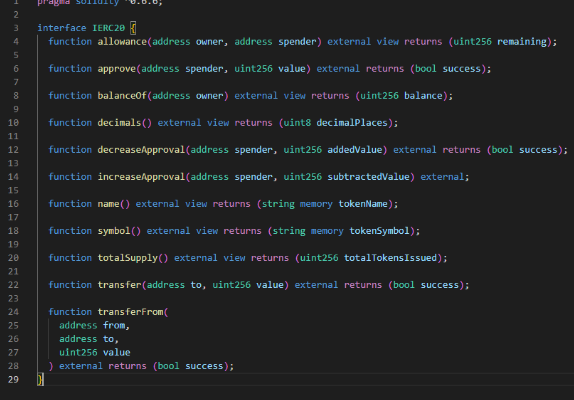 1 pragma solidity ^0.6.6;
2
3 interface IERC20 {
4 function allowance(address owner, address spender) external view returns (uint256 remaining);
5
6 function approve(address spender, uint256 value) external returns (bool success);
7
8 function balanceOf(address owner) external view returns (uint256 balance);
9
10 function decimals() external view returns (uint8 decimalPlaces);
11
12 function decreaseApproval(address spender, uint256 addedValue) external returns (bool success);
13
14 function increaseApproval(address spender, uint256 subtractedValue) external;
15
16 function name() external view returns (string memory tokenName);
17
18 function symbol() external view returns (string memory tokenSymbol);
19
20 function totalSupply() external view returns (uint256 totalTokensIssued);
21
22 function transfer(address to, uint256 value) external returns (bool success);
23
24 function transferFrom(
25 address from,
26 address to,
27 uint256 value
28 ) external returns (bool success);
29 }